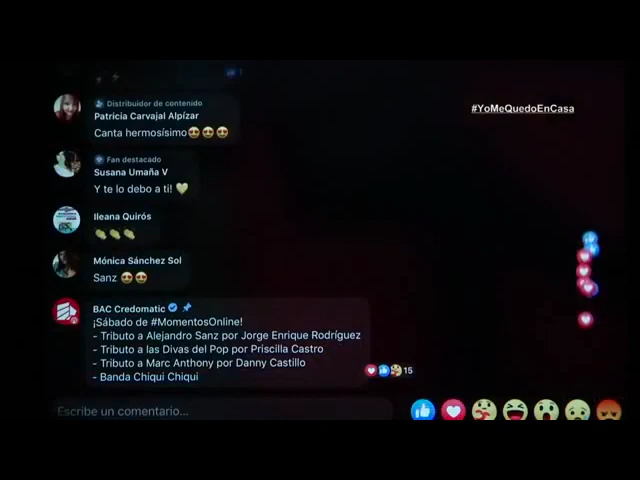 Distribuidor de contenido
#YoMeQuedoEnCasa
Patricia Carvajal Alpízar
Canta hermosísimo😍😍😍
Fan destacado
Susana Umaña V
Y te lo debo a ti! 💛
Ileana Quirós
👏👏👏
Mónica Sánchez Sol
Sanz 😍😍
BAC Credomatic
¡Sábado de #MomentosOnline!
- Tributo a Alejandro Sanz por Jorge Enrique Rodríguez
- Tributo a las Divas del Pop por Priscilla Castro
- Tributo a Marc Anthony por Danny Castillo
15
- Banda Chiqui Chiqui
Escribe un comentario...